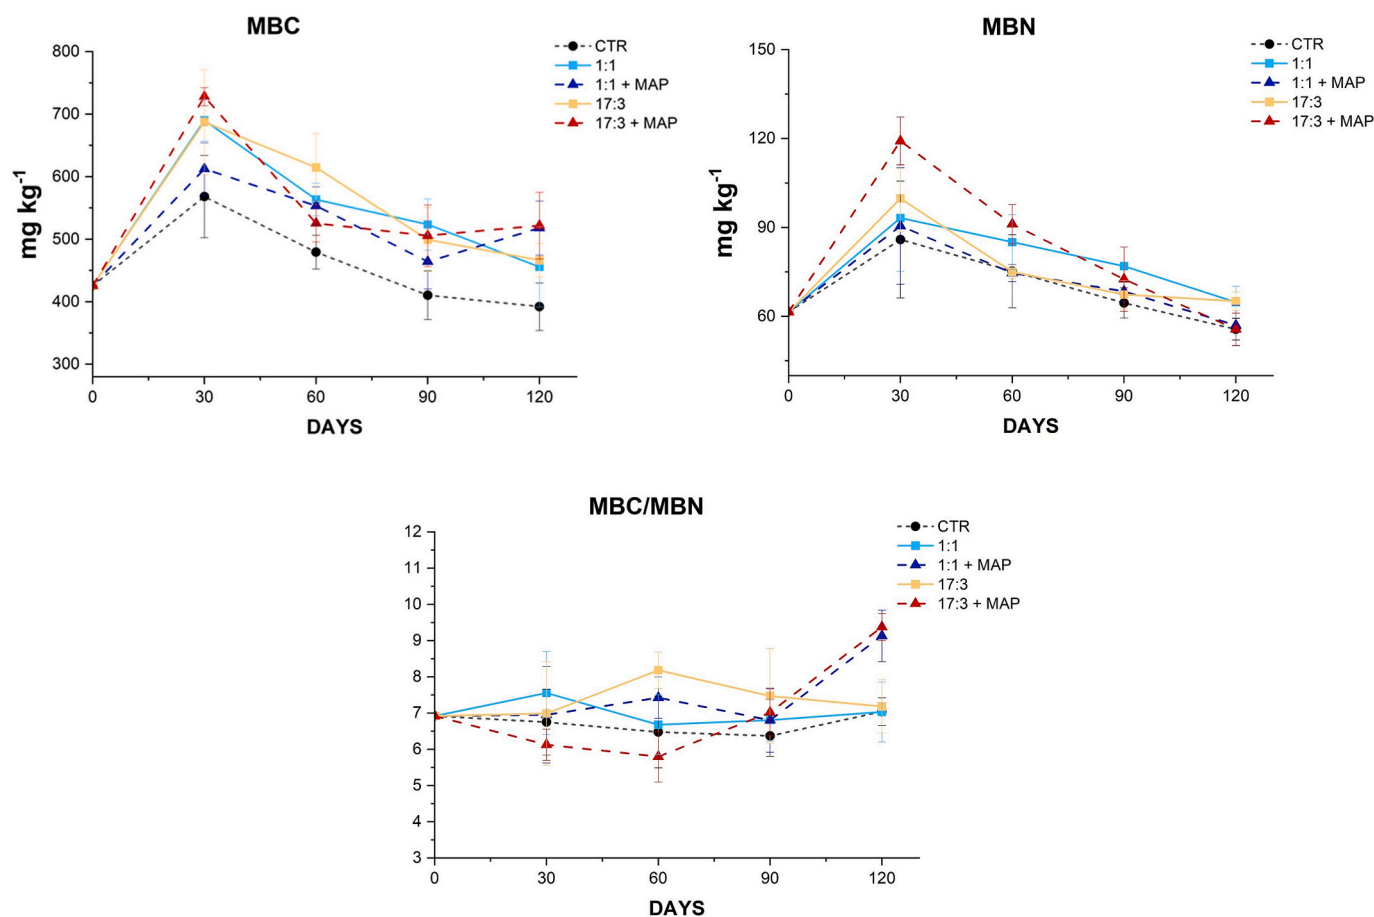 MBC
800
700
600
500
400
300
mg kg⁻¹
0 30 60 90 120
DAYS
CTR
1:1
1:1 + MAP
17:3
17:3 + MAP
MBN
150
120
90
60
mg kg⁻¹
0 30 60 90 120
DAYS
CTR
1:1
1:1 + MAP
17:3
17:3 + MAP
MBC/MBN
12
11
10
9
8
7
6
5
4
3
0 30 60 90 120
DAYS
CTR
1:1
1:1 + MAP
17:3
17:3 + MAP